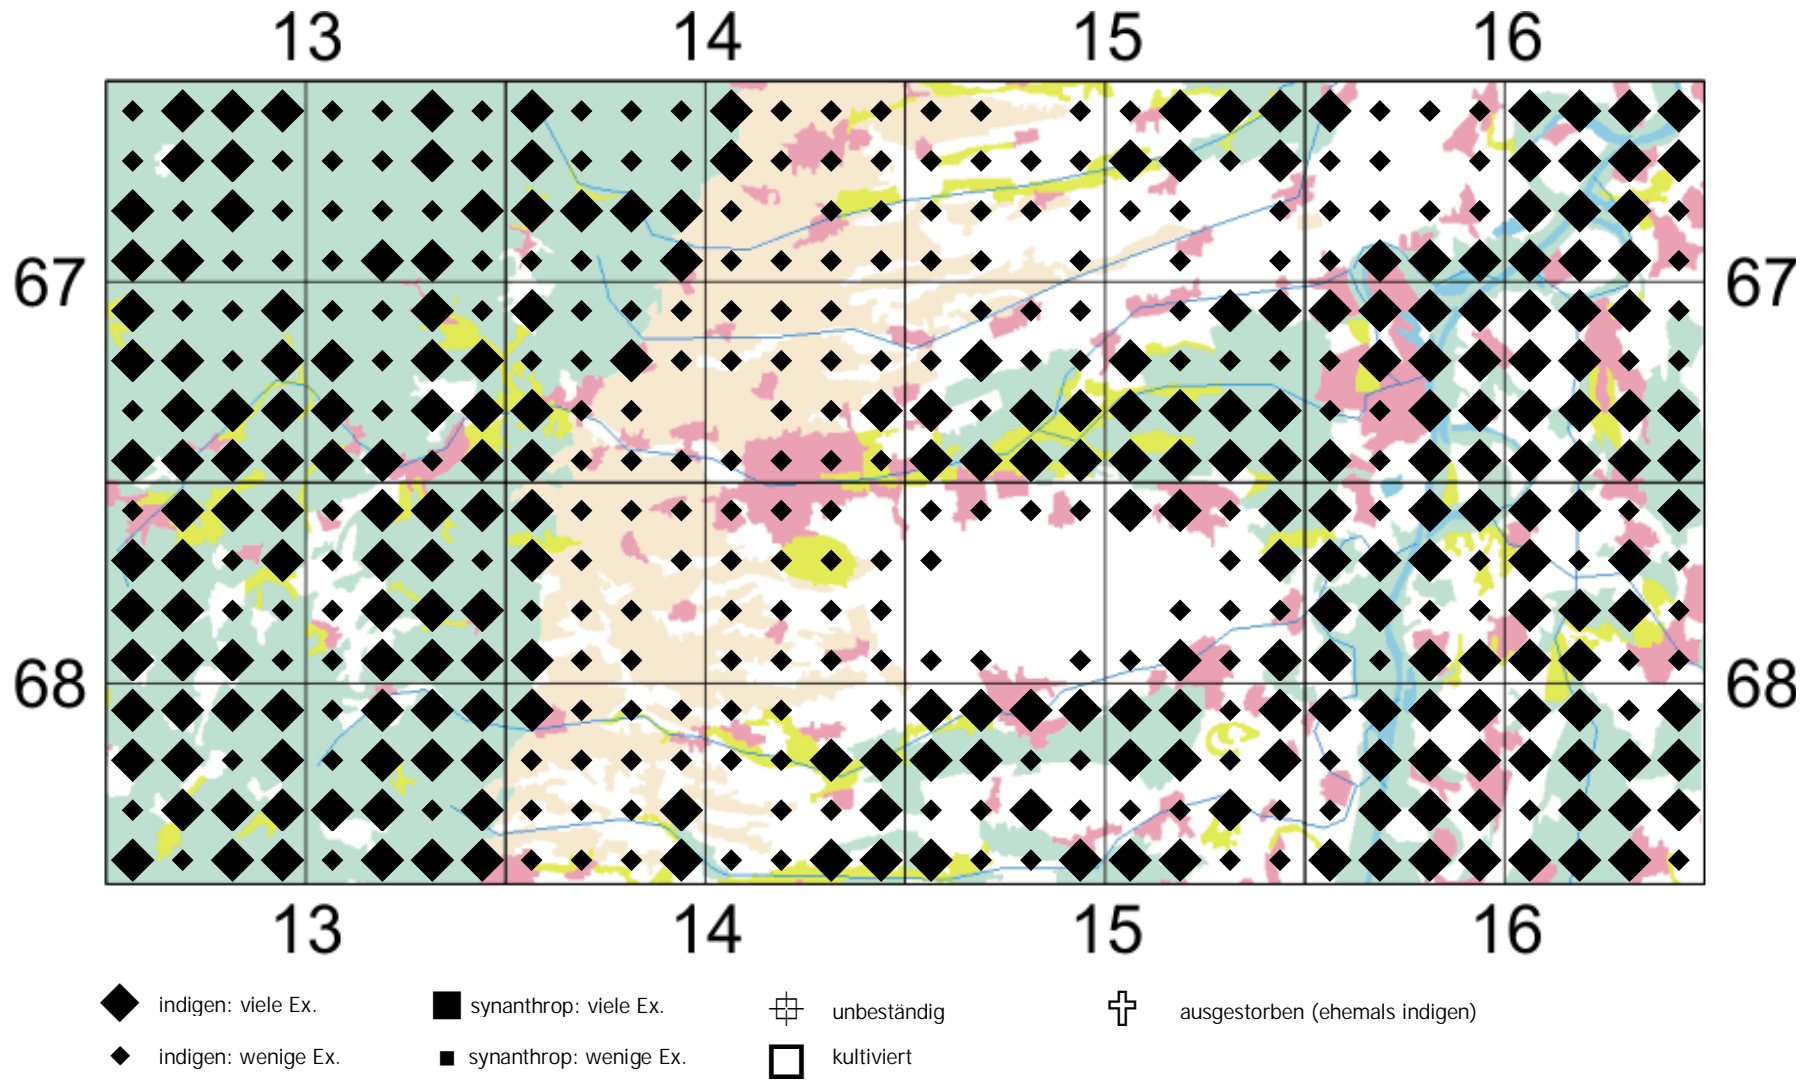 13 14 15 16
67 67
68 68
13 14 15 16
indigen: viele Ex. synanthrop: viele Ex. unbeständig ausgestorben (ehemals indigen)
indigen: wenige Ex. synanthrop: wenige Ex. kultiviert